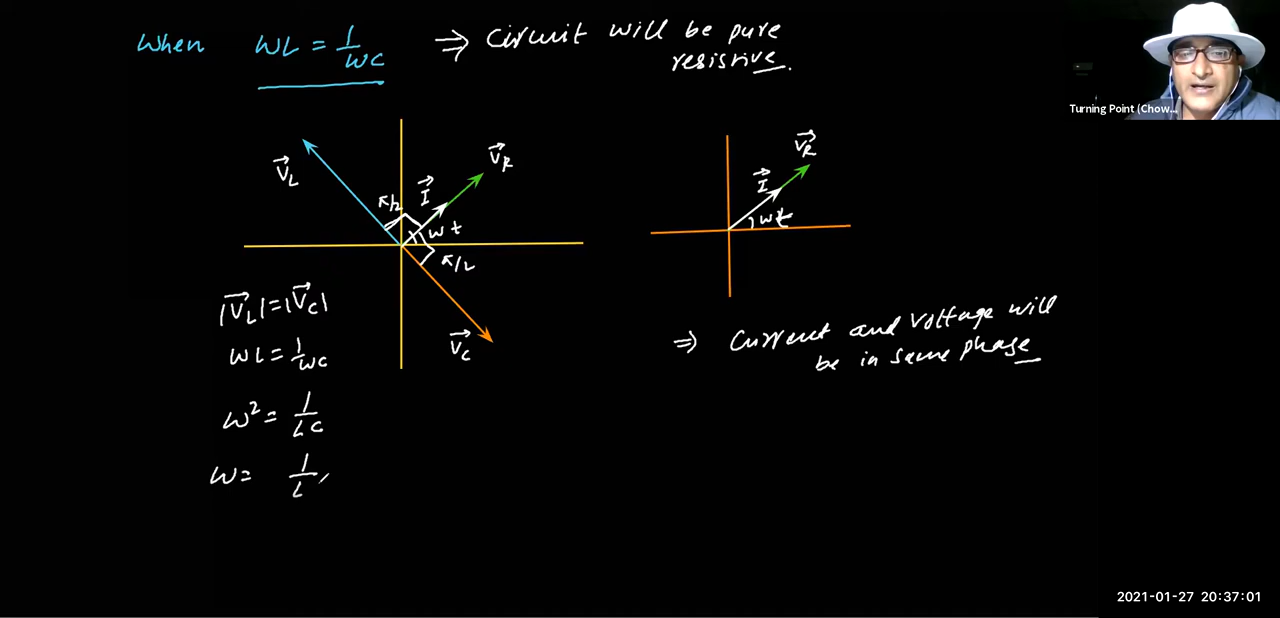 When ωL = 1/ωC ⇒ Circuit will be pure
resistive.
V⃗L
V⃗R
I⃗
π/2
ωt
π/2
V⃗C
V⃗R
I⃗
ωt
|V⃗L| = |V⃗C|
ωL = 1/ωC
ω² = 1/LC
ω = 1/L
⇒ Current and voltage will
be in same phase
Turning Point (Chow...
2021-01-27 20:37:01